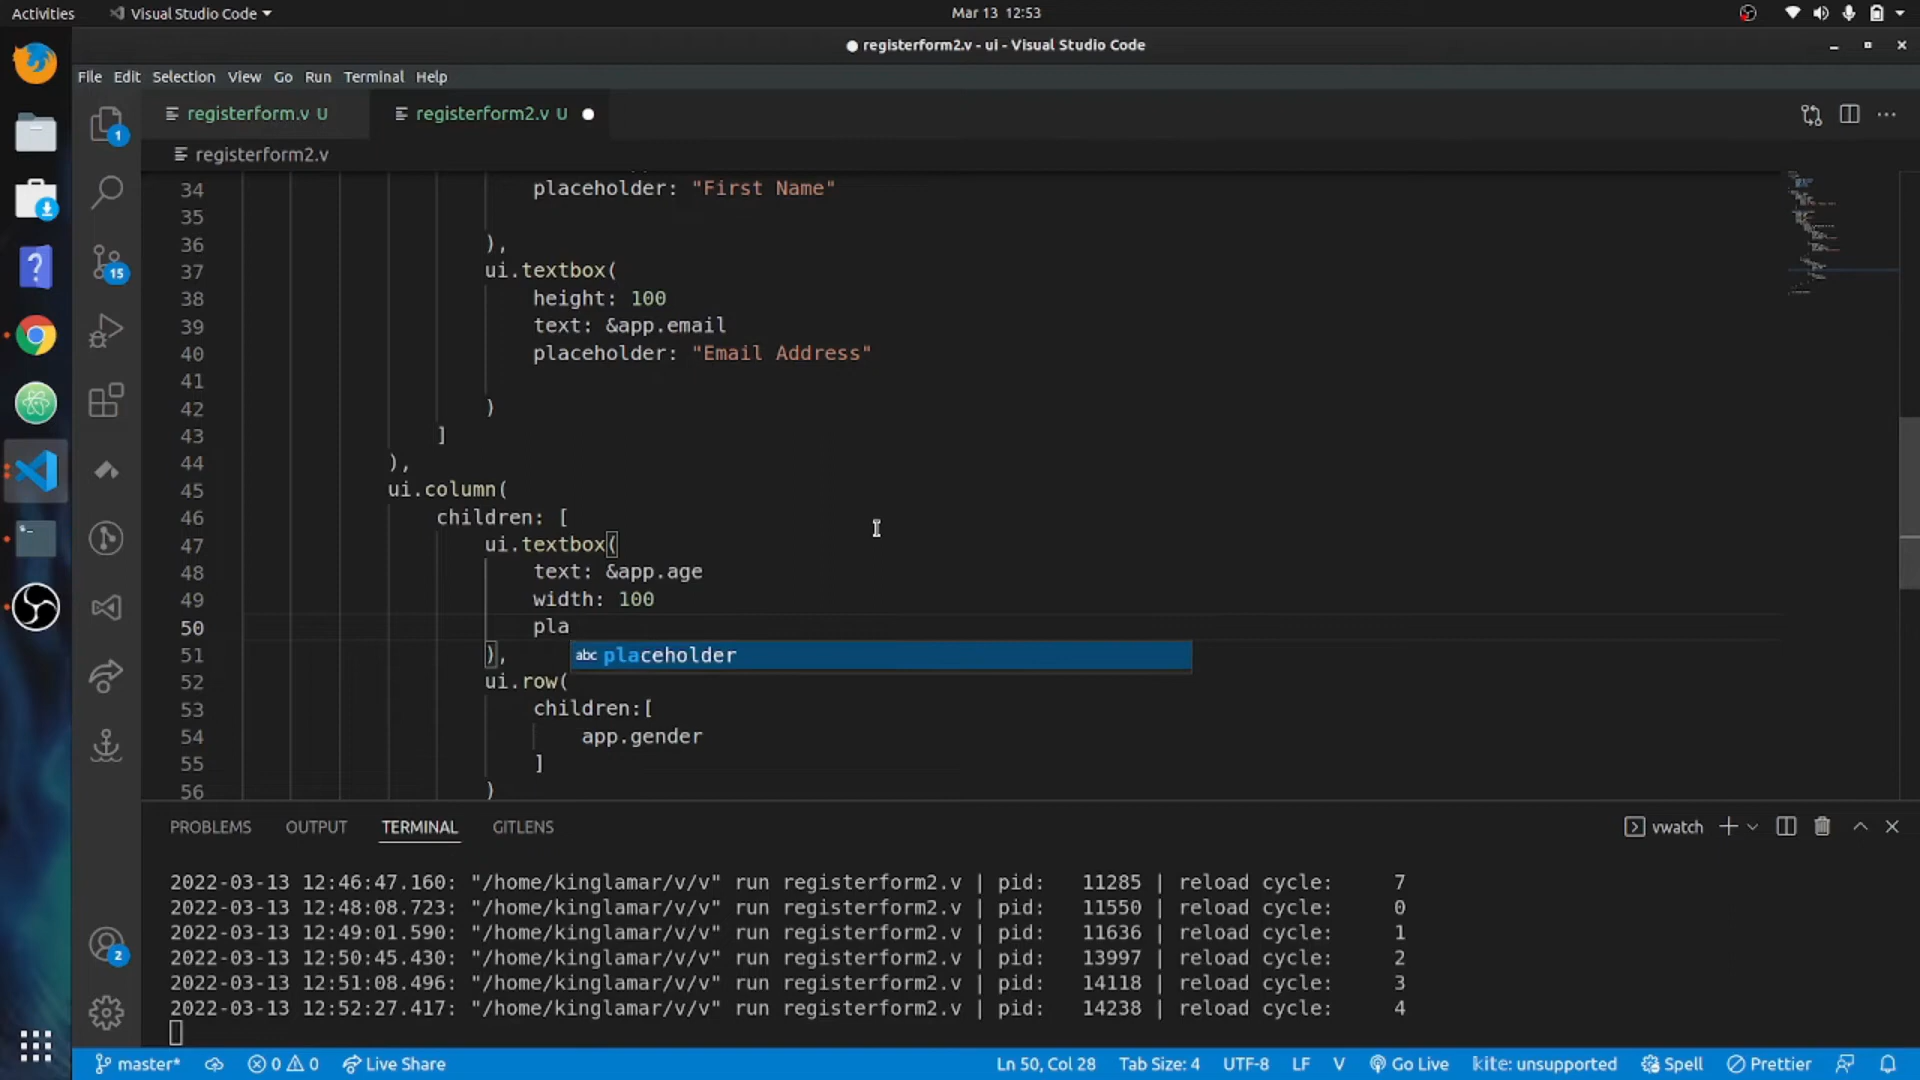 Activities Visual Studio Code Mar 13 12:53
registerform2.v - ui - Visual Studio Code
File Edit Selection View Go Run Terminal Help
registerform.v U registerform2.v U
registerform2.v
34 placeholder: "First Name"
35
36 ),
37 ui.textbox(
38 height: 100
39 text: &app.email
40 placeholder: "Email Address"
41
42 )
43 ]
44 ),
45 ui.column(
46 children: [
47 ui.textbox(
48 text: &app.age
49 width: 100
50 pla
51 ), abc placeholder
52 ui.row(
53 children:[
54 app.gender
55 ]
56 )
1
15
2
PROBLEMS OUTPUT TERMINAL GITLENS vwatch
2022-03-13 12:46:47.160: "/home/kinglamar/v/v" run registerform2.v | pid: 11285 | reload cycle: 7
2022-03-13 12:48:08.723: "/home/kinglamar/v/v" run registerform2.v | pid: 11550 | reload cycle: 0
2022-03-13 12:49:01.590: "/home/kinglamar/v/v" run registerform2.v | pid: 11636 | reload cycle: 1
2022-03-13 12:50:45.430: "/home/kinglamar/v/v" run registerform2.v | pid: 13997 | reload cycle: 2
2022-03-13 12:51:08.496: "/home/kinglamar/v/v" run registerform2.v | pid: 14118 | reload cycle: 3
2022-03-13 12:52:27.417: "/home/kinglamar/v/v" run registerform2.v | pid: 14238 | reload cycle: 4
master* 0 0 Live Share Ln 50, Col 28 Tab Size: 4 UTF-8 LF V Go Live kite: unsupported Spell Prettier